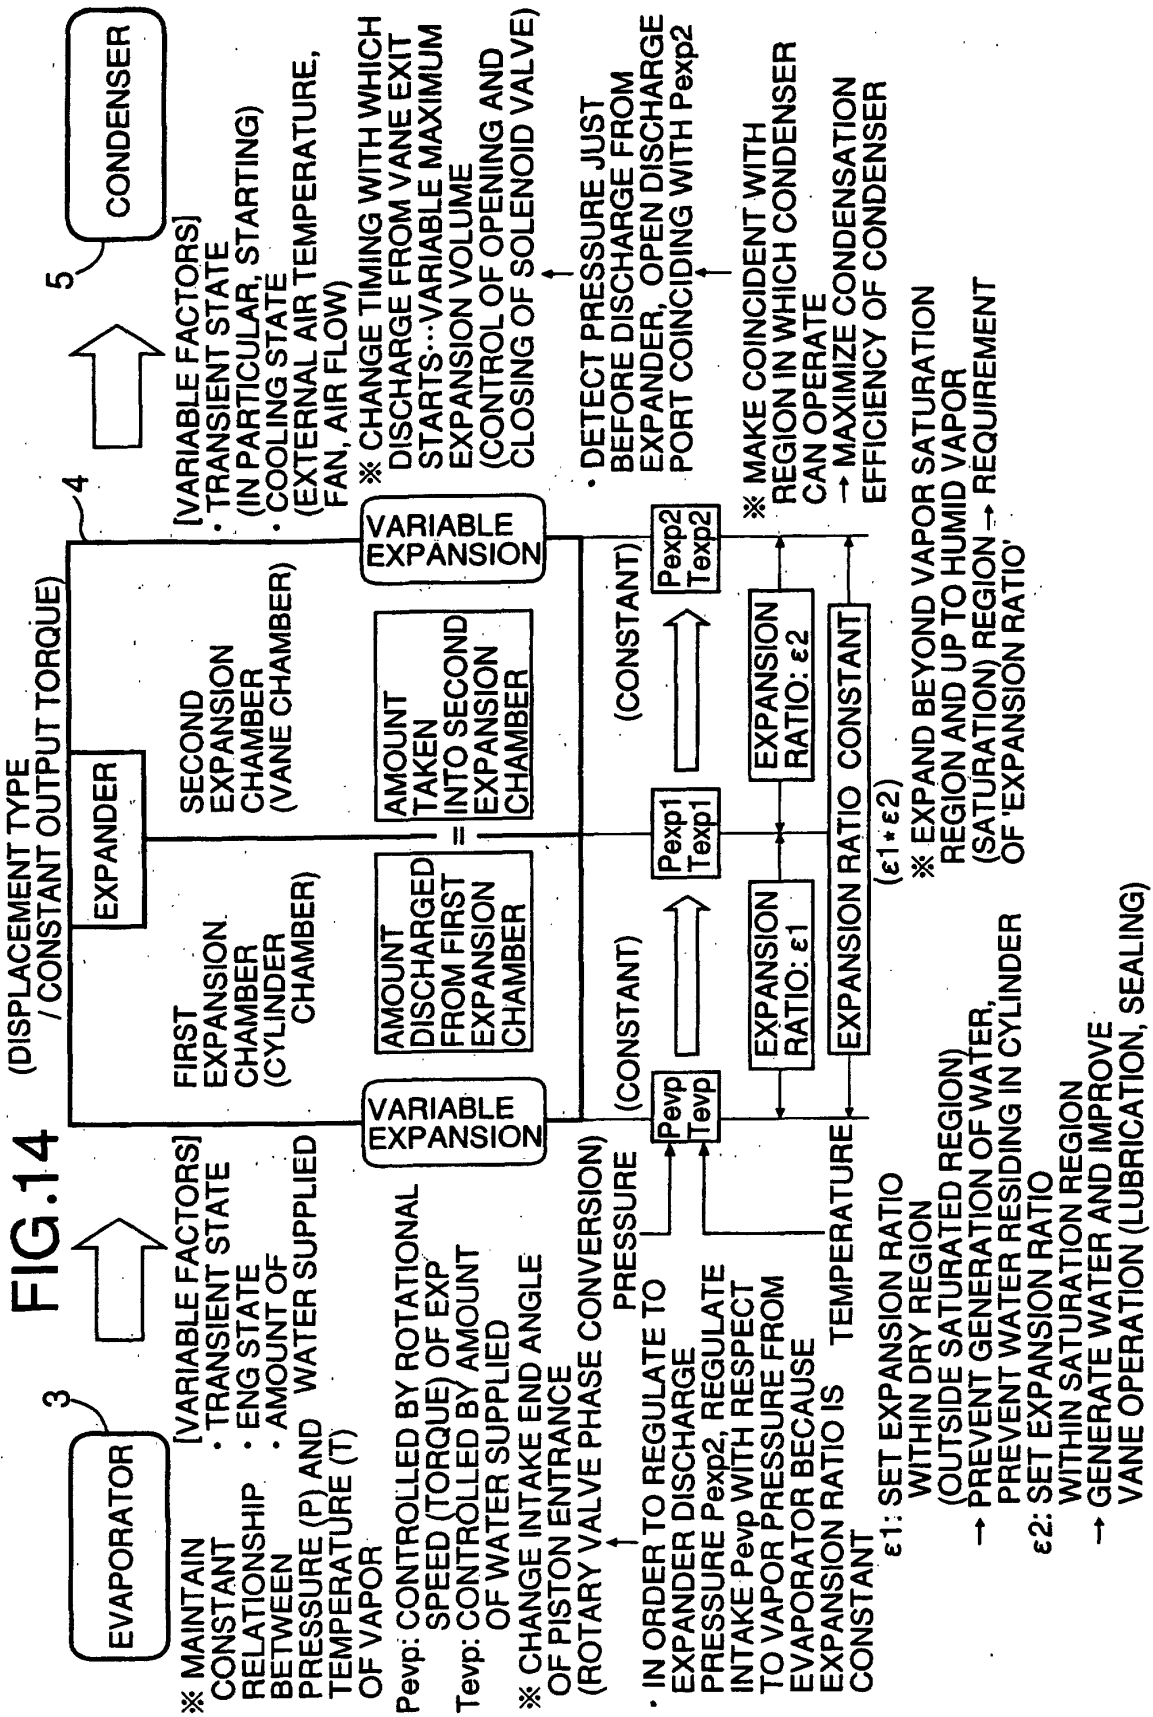 FIG.14
3
EVAPORATOR
※ MAINTAIN
CONSTANT
RELATIONSHIP
BETWEEN
PRESSURE (P) AND
TEMPERATURE (T)
OF VAPOR
[VARIABLE FACTORS]
· TRANSIENT STATE
· ENG STATE
· AMOUNT OF
WATER SUPPLIED
Pevp: CONTROLLED BY ROTATIONAL
SPEED (TORQUE) OF EXP
Tevp: CONTROLLED BY AMOUNT
OF WATER SUPPLIED
※ CHANGE INTAKE END ANGLE
OF PISTON ENTRANCE
(ROTARY VALVE PHASE CONVERSION)
· IN ORDER TO REGULATE
EXPANDER DISCHARGE
PRESSURE Pexp2, REGULATE
INTAKE Pevp WITH RESPECT
TO VAPOR PRESSURE FROM
EVAPORATOR BECAUSE
EXPANSION RATIO IS
CONSTANT
PRESSURE
TEMPERATURE
(DISPLACEMENT TYPE
/ CONSTANT OUTPUT TORQUE)
EXPANDER
4
FIRST
EXPANSION
CHAMBER
(CYLINDER
CHAMBER)
SECOND
EXPANSION
CHAMBER
(VANE CHAMBER)
VARIABLE
EXPANSION
AMOUNT
DISCHARGED
FROM FIRST
EXPANSION
CHAMBER
=
AMOUNT
TAKEN
INTO SECOND
EXPANSION
CHAMBER
VARIABLE
EXPANSION
(CONSTANT)
(CONSTANT)
Pevp
Tevp
Pexp1
Texp1
Pexp2
Texp2
EXPANSION
RATIO: ε1
EXPANSION
RATIO: ε2
EXPANSION RATIO CONSTANT
(ε1*ε2)
※ EXPAND BEYOND VAPOR SATURATION
REGION AND UP TO HUMID VAPOR
(SATURATION) REGION → REQUIREMENT
OF 'EXPANSION RATIO'
ε1: SET EXPANSION RATIO
WITHIN DRY REGION
(OUTSIDE SATURATED REGION)
→ PREVENT GENERATION OF WATER,
PREVENT WATER RESIDING IN CYLINDER
ε2: SET EXPANSION RATIO
WITHIN SATURATION REGION
→ GENERATE WATER AND IMPROVE
VANE OPERATION (LUBRICATION, SEALING)
5
CONDENSER
[VARIABLE FACTORS]
· TRANSIENT STATE
(IN PARTICULAR, STARTING)
· COOLING STATE
(EXTERNAL AIR TEMPERATURE,
FAN, AIR FLOW)
※ CHANGE TIMING WITH WHICH
DISCHARGE FROM VANE EXIT
STARTS···VARIABLE MAXIMUM
EXPANSION VOLUME
(CONTROL OF OPENING AND
CLOSING OF SOLENOID VALVE)
· DETECT PRESSURE JUST
BEFORE DISCHARGE FROM
EXPANDER, OPEN DISCHARGE
PORT COINCIDING WITH Pexp2
※ MAKE COINCIDENT WITH
REGION IN WHICH CONDENSER
CAN OPERATE
→ MAXIMIZE CONDENSATION
EFFICIENCY OF CONDENSER